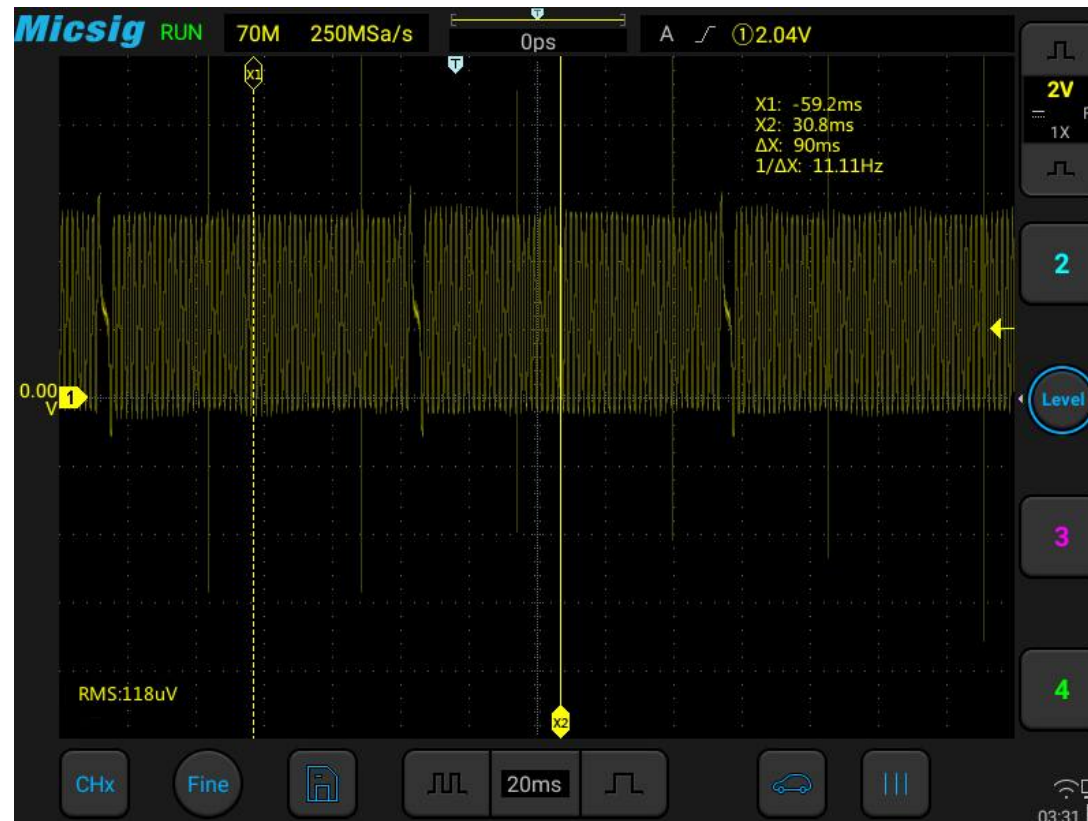 Micsig RUN 70M 250MSa/s T 0ps A ①2.04V
X1 T
2V
1X
X1: -59.2ms
X2: 30.8ms
ΔX: 90ms
1/ΔX: 11.11Hz
2
0.00 1
V
Level
3
RMS:118uV
4
X2
CHx Fine 20ms
03:31